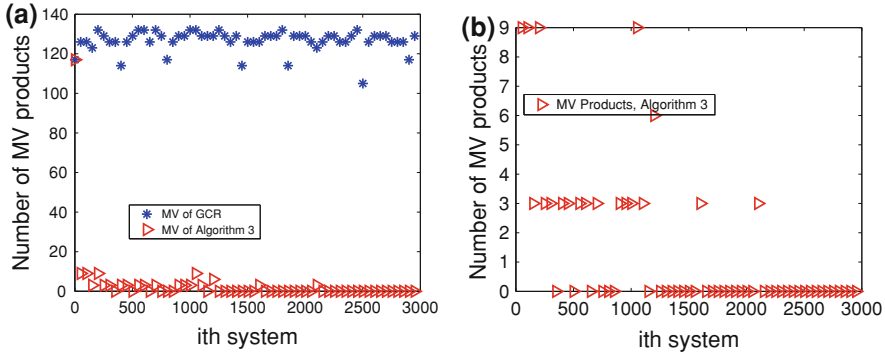 (a)
140
120
100
80
60
40
20
0
Number of MV products
MV of GCR
MV of Algorithm 3
0 500 1000 1500 2000 2500 3000
ith system
(b)
9
8
7
6
5
4
3
2
1
0
Number of MV products
MV Products, Algorithm 3
0 500 1000 1500 2000 2500 3000
ith system